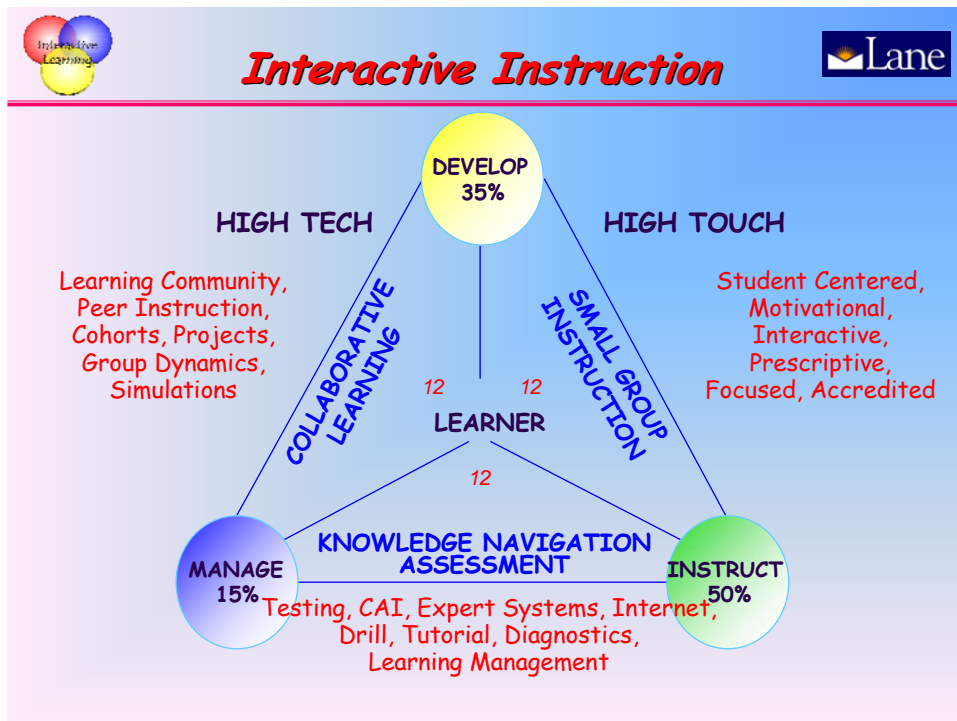 Interactive
Learning
Interactive Instruction
Lane
DEVELOP
35%
HIGH TECH
HIGH TOUCH
Learning Community,
Peer Instruction,
Cohorts, Projects,
Group Dynamics,
Simulations
COLLABORATIVE
LEARNING
SMALL GROUP
INSTRUCTION
Student Centered,
Motivational,
Interactive,
Prescriptive,
Focused, Accredited
12
12
LEARNER
12
KNOWLEDGE NAVIGATION
ASSESSMENT
MANAGE
15%
INSTRUCT
50%
Testing, CAI, Expert Systems, Internet,
Drill, Tutorial, Diagnostics,
Learning Management